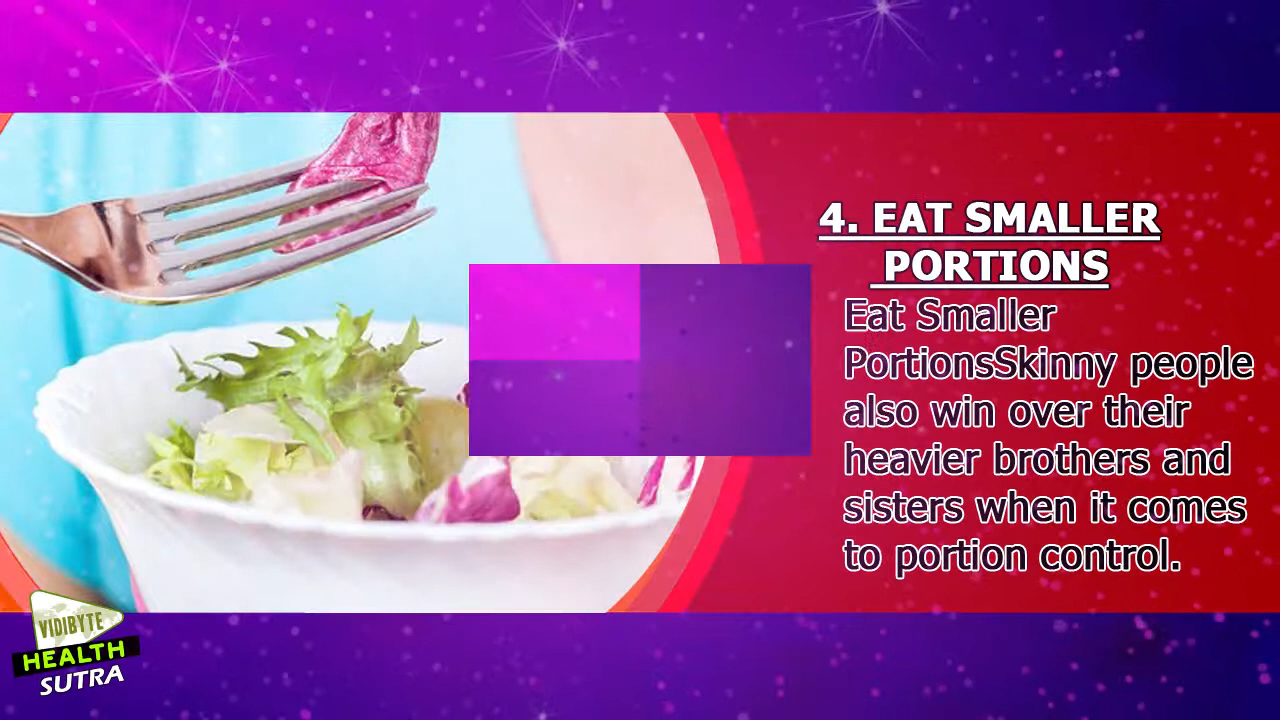 4. EAT SMALLER
PORTIONS
Eat Smaller
PortionsSkinny people
also win over their
heavier brothers and
sisters when it comes
to portion control.
VIDIBYTE
HEALTH
SUTRA